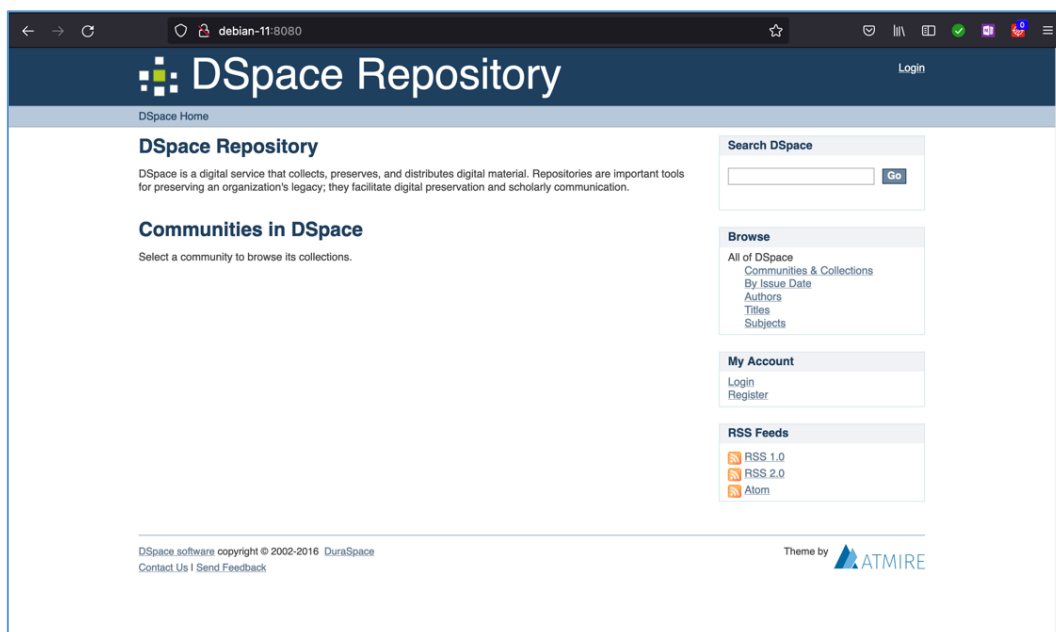 debian-11:8080
0
DSpace Repository
Login
DSpace Home
DSpace Repository
DSpace is a digital service that collects, preserves, and distributes digital material. Repositories are important tools
for preserving an organization's legacy; they facilitate digital preservation and scholarly communication.
Communities in DSpace
Select a community to browse its collections.
Search DSpace
Go
Browse
All of DSpace
Communities & Collections
By Issue Date
Authors
Titles
Subjects
My Account
Login
Register
RSS Feeds
RSS 1.0
RSS 2.0
Atom
DSpace software copyright © 2002-2016 DuraSpace
Contact Us | Send Feedback
Theme by ATMIRE